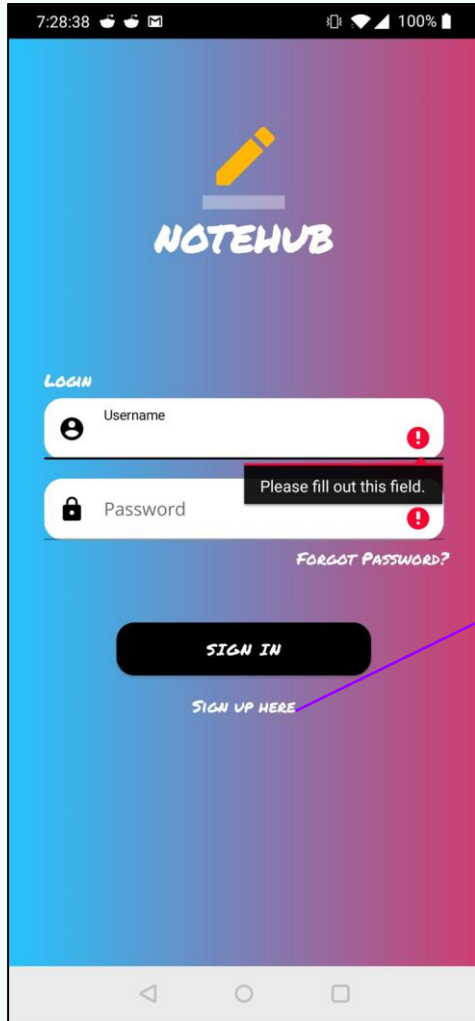 7:28:38 100%
NOTEHUB
LOGIN
Username
Please fill out this field.
Password
FORGOT PASSWORD?
SIGN IN
SIGN UP HERE